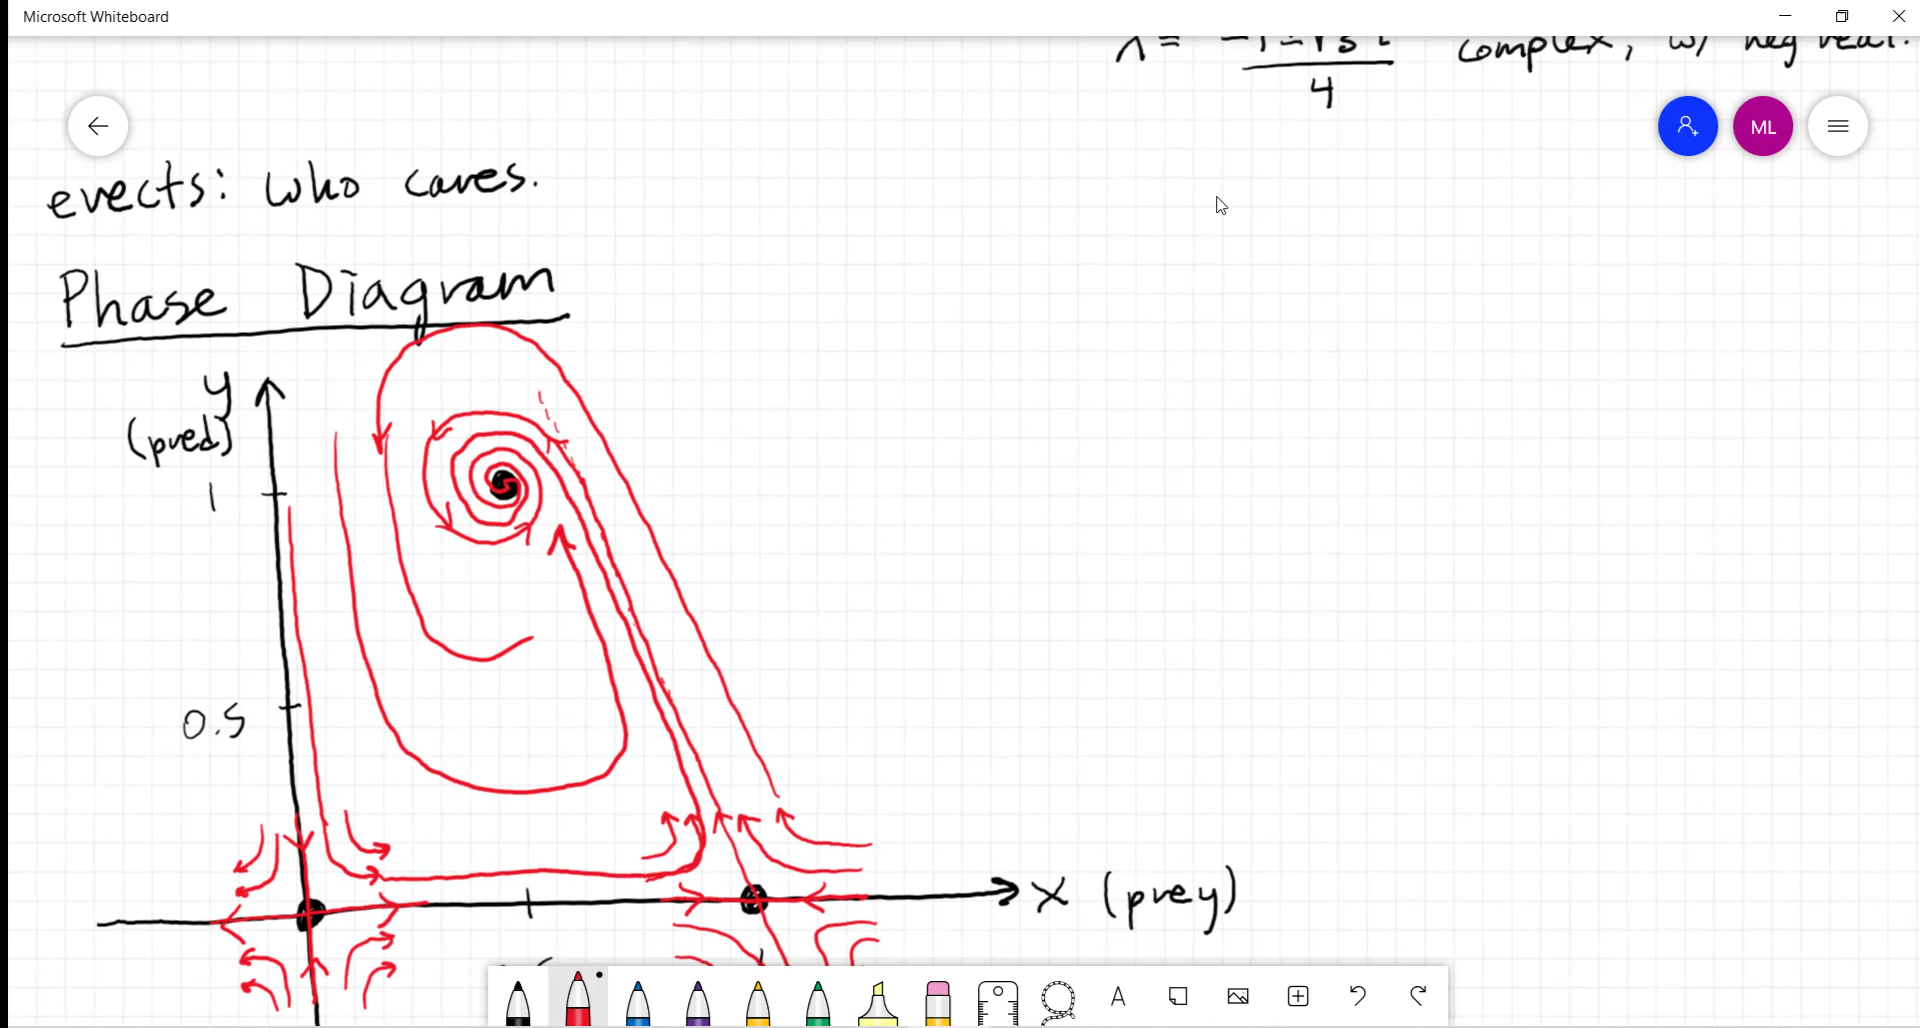 Microsoft Whiteboard
complex, w/ neg real.
4
ML
evects: who cares.
Phase Diagram
y
(pred)
1
0.5
x (prey)
A